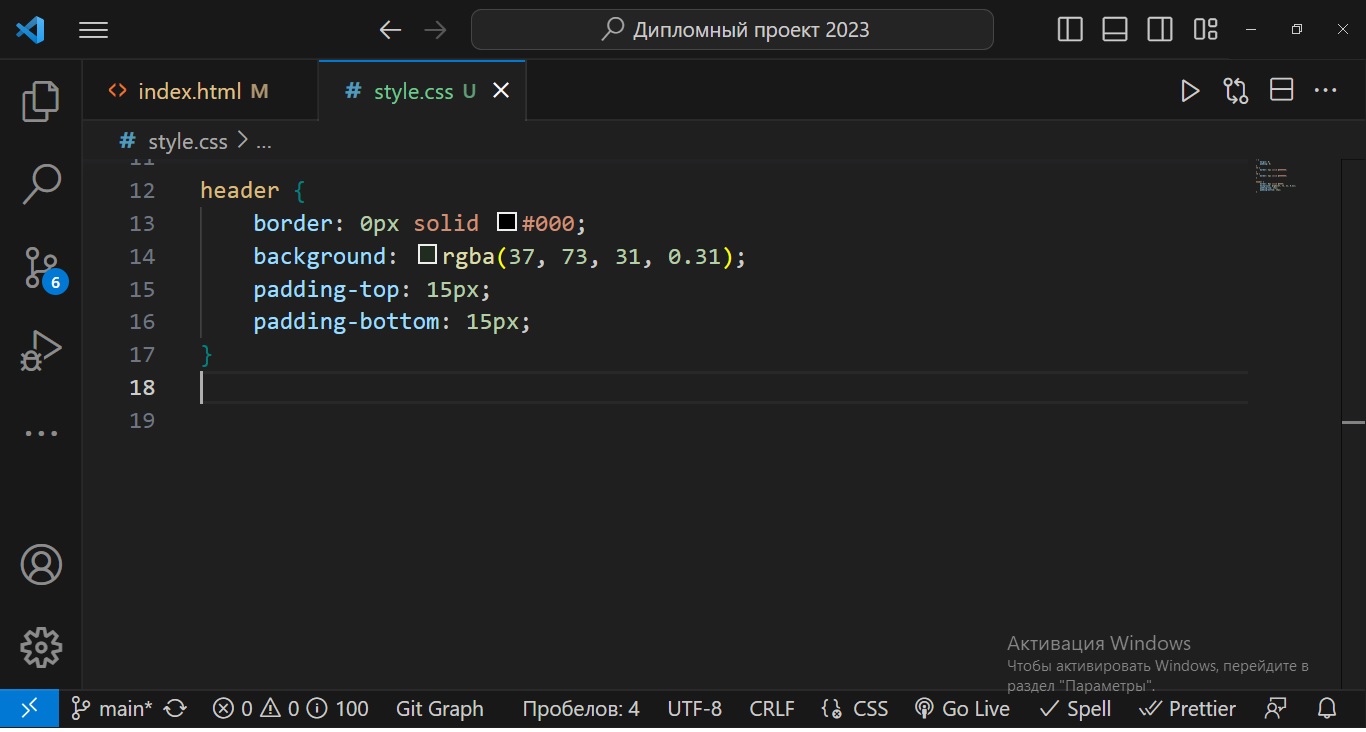 Дипломный проект 2023
index.html M
# style.css U
# style.css > ...
11
12 header {
13 border: 0px solid #000;
14 background: rgba(37, 73, 31, 0.31);
15 padding-top: 15px;
16 padding-bottom: 15px;
17 }
18
19
6
Активация Windows
Чтобы активировать Windows, перейдите в
раздел "Параметры".
main* 0 0 100 Git Graph Пробелов: 4 UTF-8 CRLF CSS Go Live Spell Prettier